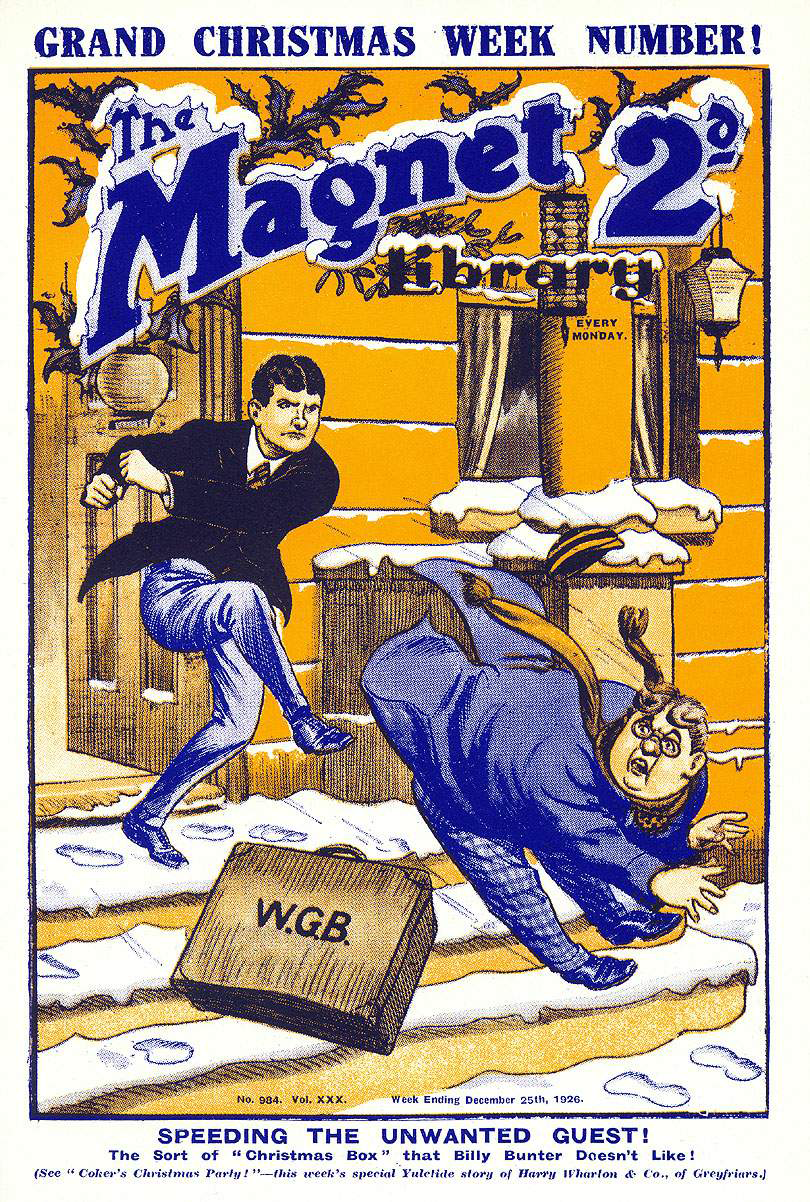 GRAND CHRISTMAS WEEK NUMBER!
The
Magnet 2D
Library
EVERY
MONDAY.
W.G.B.
No. 984. Vol. XXX. Week Ending December 25th, 1926.
SPEEDING THE UNWANTED GUEST!
The Sort of "Christmas Box" that Billy Bunter Doesn't Like!
(See "Coker's Christmas Party!"—this week's special Yuletide story of Harry Wharton & Co., of Greyfriars.)